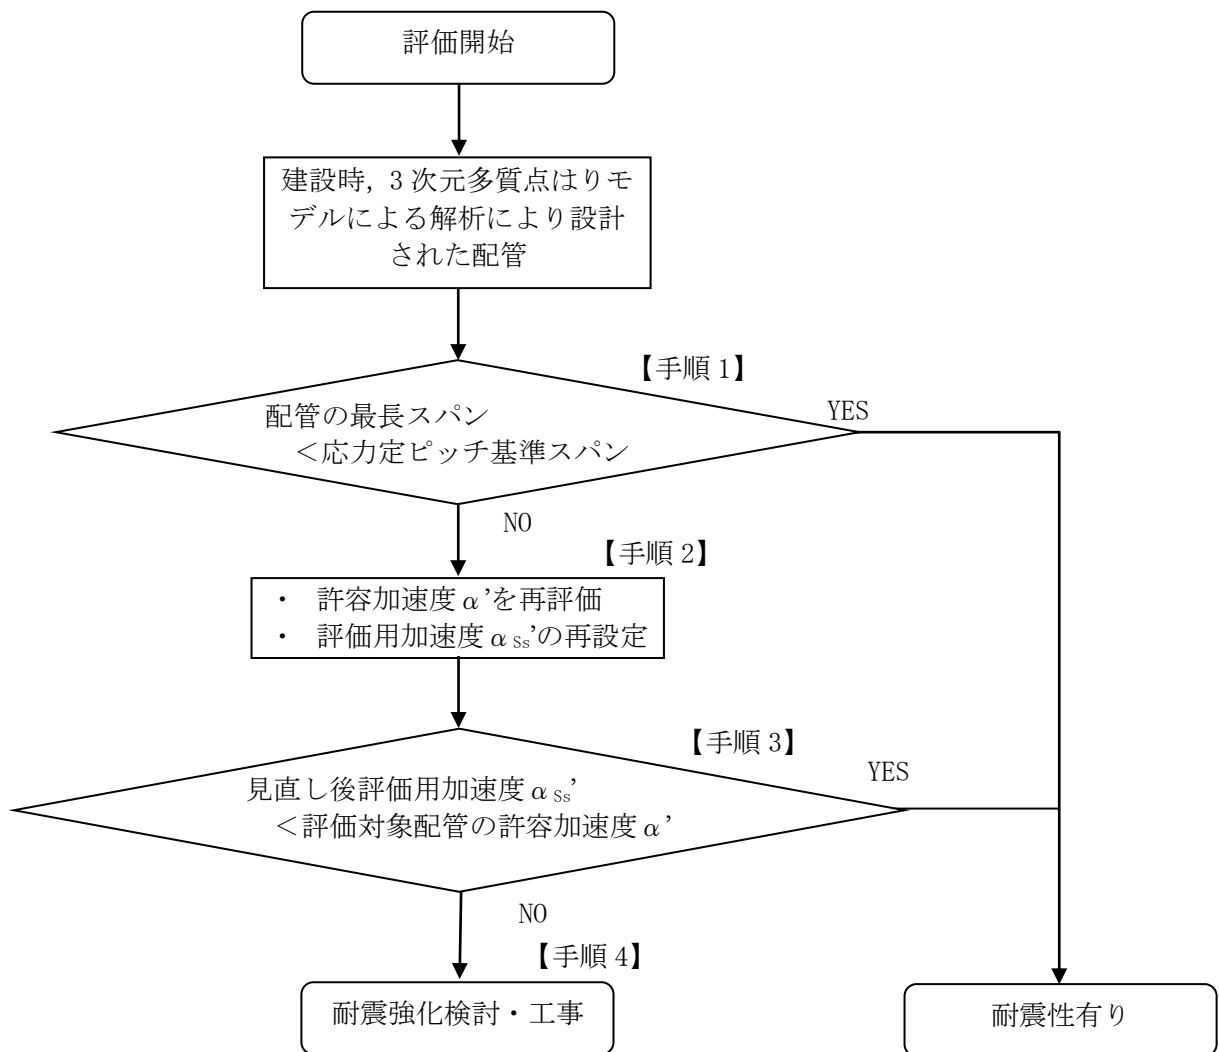 評価開始
建設時, 3次元多質点はりモ
デルによる解析により設計
された配管
【手順1】
配管の最長スパン
<応力定ピッチ基準スパン
YES
NO
【手順2】
・ 許容加速度α’を再評価
・ 評価用加速度αSs’の再設定
【手順3】
見直し後評価用加速度αSs’
<評価対象配管の許容加速度α’
YES
NO
【手順4】
耐震強化検討・工事
耐震性有り